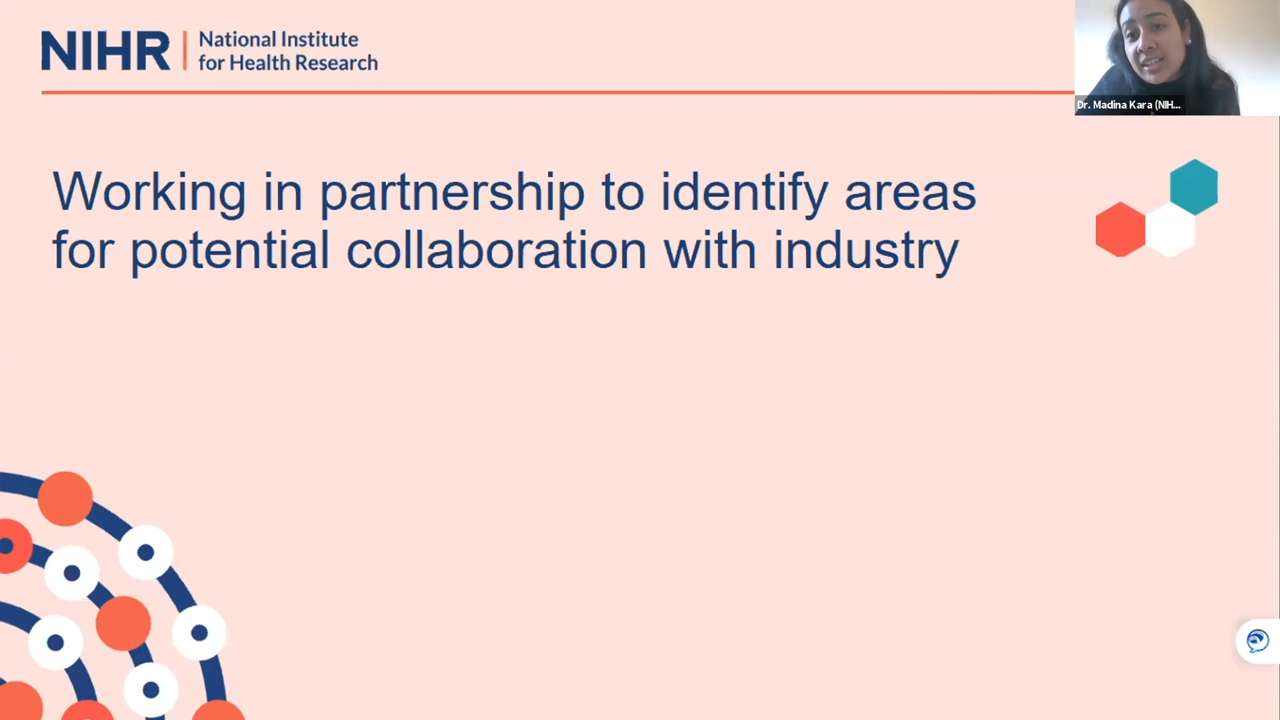 NIHR
National Institute
for Health Research
Dr. Madina Kara (NIH...
Working in partnership to identify areas
for potential collaboration with industry